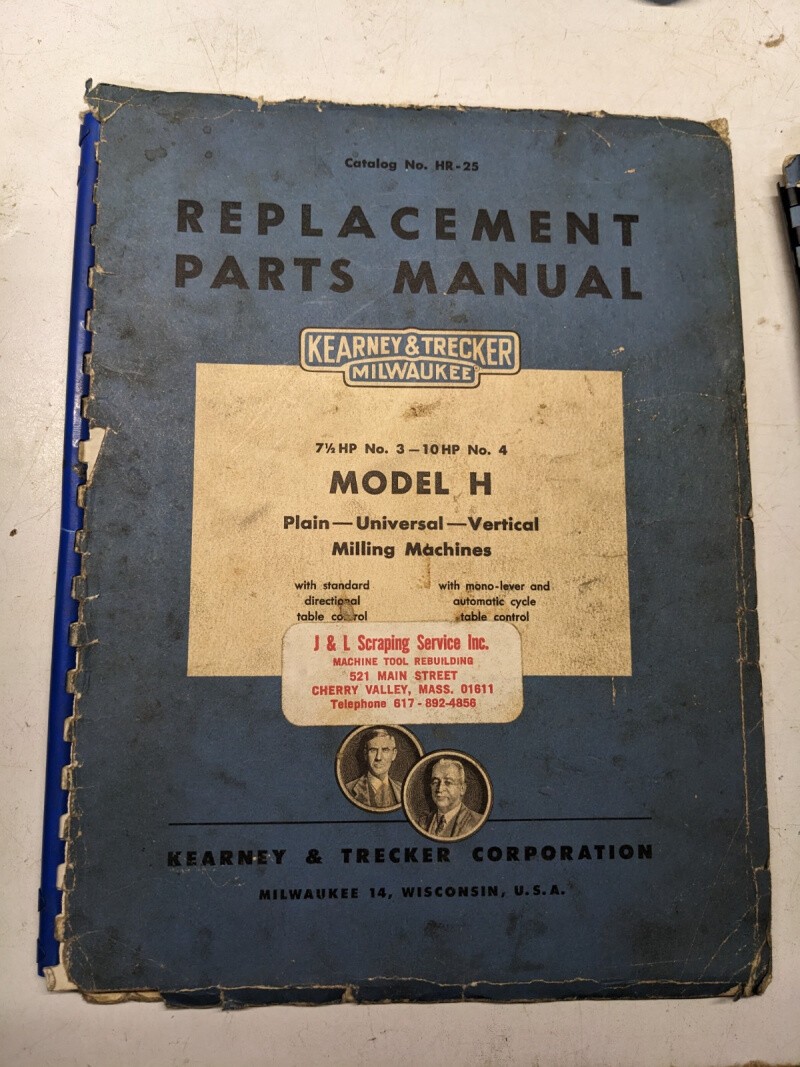 Catalog No. HR-25
REPLACEMENT
PARTS MANUAL
KEARNEY & TRECKER
MILWAUKEE
7½ HP No. 3 — 10 HP No. 4
MODEL H
Plain — Universal — Vertical
Milling Machines
with standard
directional
table control
with mono-lever and
automatic cycle
table control
J & L Scraping Service Inc.
MACHINE TOOL REBUILDING
521 MAIN STREET
CHERRY VALLEY, MASS. 01611
Telephone 617 - 892-4856
KEARNEY & TRECKER CORPORATION
MILWAUKEE 14, WISCONSIN, U.S.A.